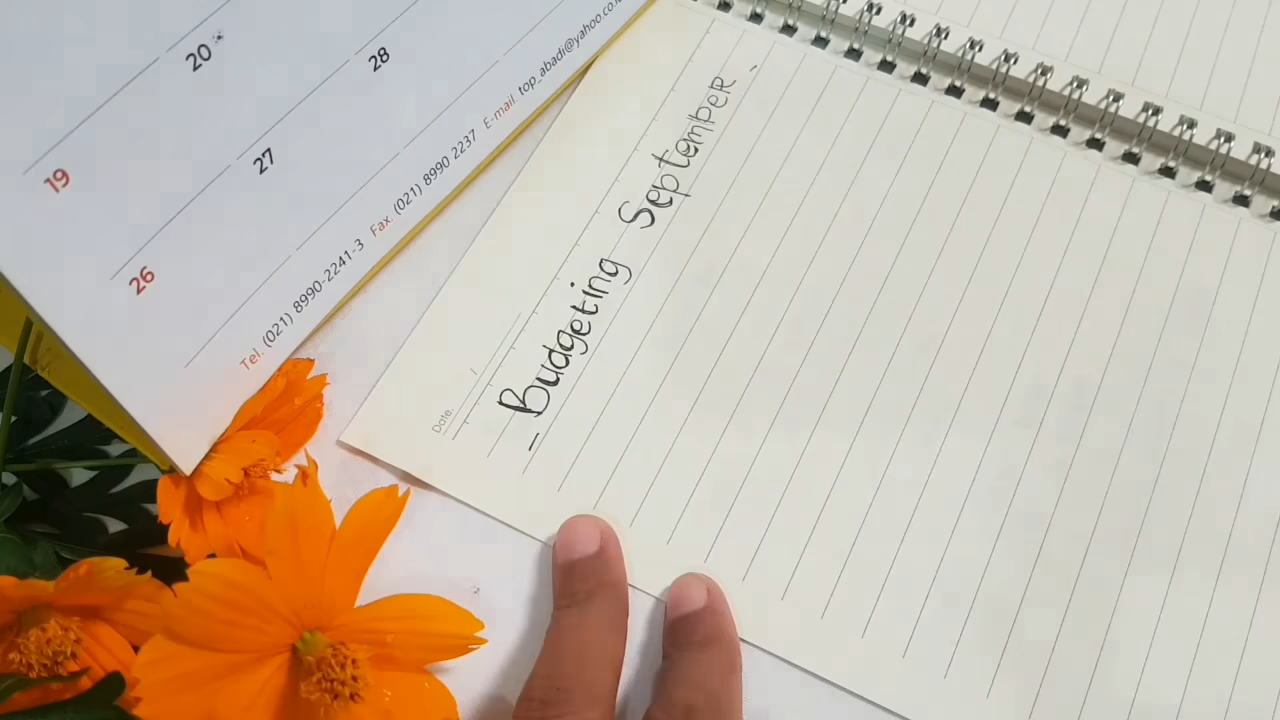 20
28
19
27
26
Tel. (021) 8990-2241-3 Fax. (021) 8990 2237 E-mail. top_abadi@yahoo.co
Date.
- Budgeting September -